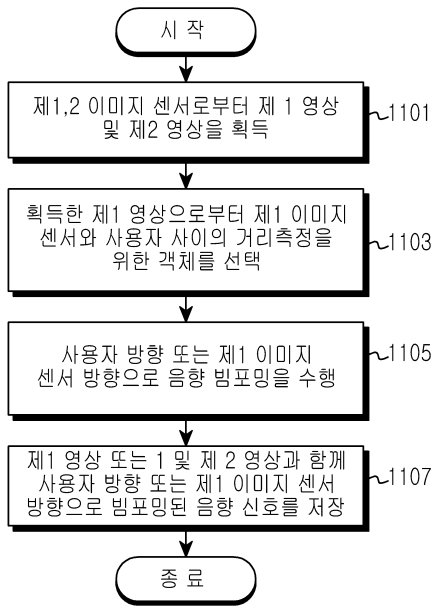 시 작
제1,2 이미지 센서로부터 제 1 영상
및 제2 영상을 획득
1101
획득한 제1 영상으로부터 제1 이미지
센서와 사용자 사이의 거리측정을
위한 객체를 선택
1103
사용자 방향 또는 제1 이미지
센서 방향으로 음향 빔포밍을 수행
1105
제1 영상 또는 1 및 제 2 영상과 함께
사용자 방향 또는 제1 이미지 센서
방향으로 빔포밍된 음향 신호를 저장
1107
종 료